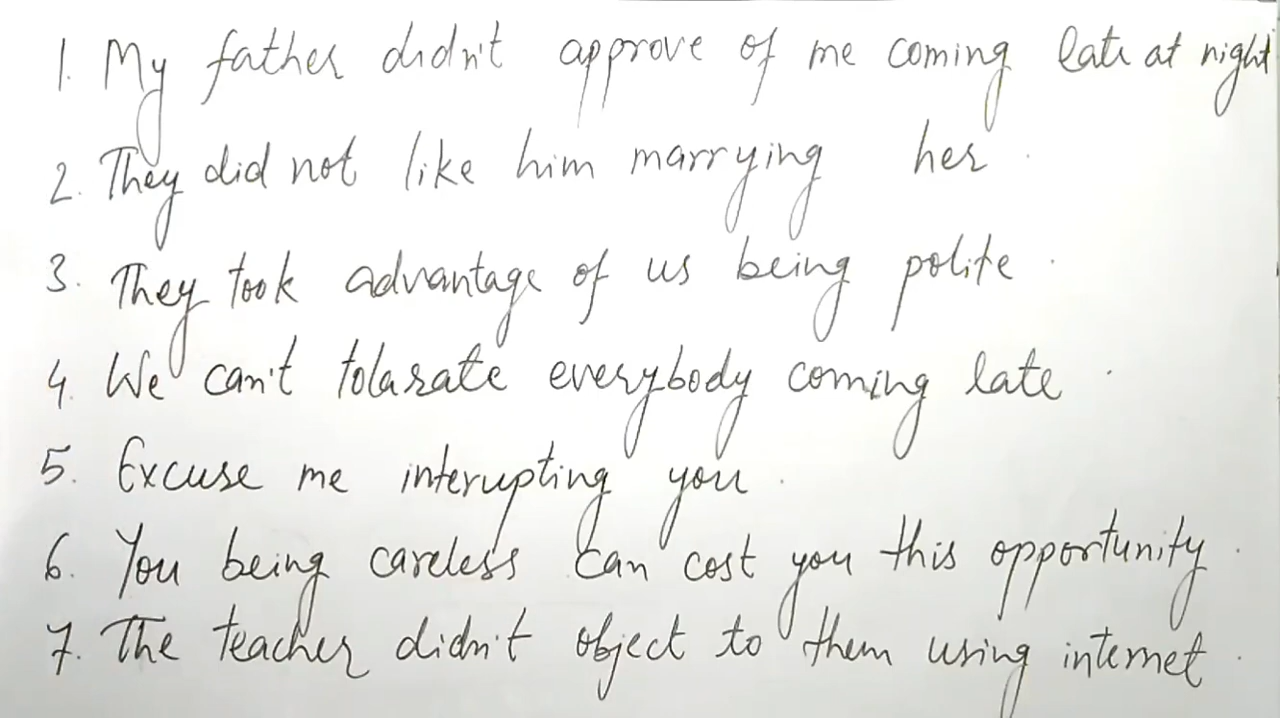 1. My father didn't approve of me coming late at night
2. They did not like him marrying her.
3. They took advantage of us being polite.
4. We can't tolarate everybody coming late.
5. Excuse me interupting you.
6. You being careless can cost you this opportunity.
7. The teacher didn't object to them using internet.